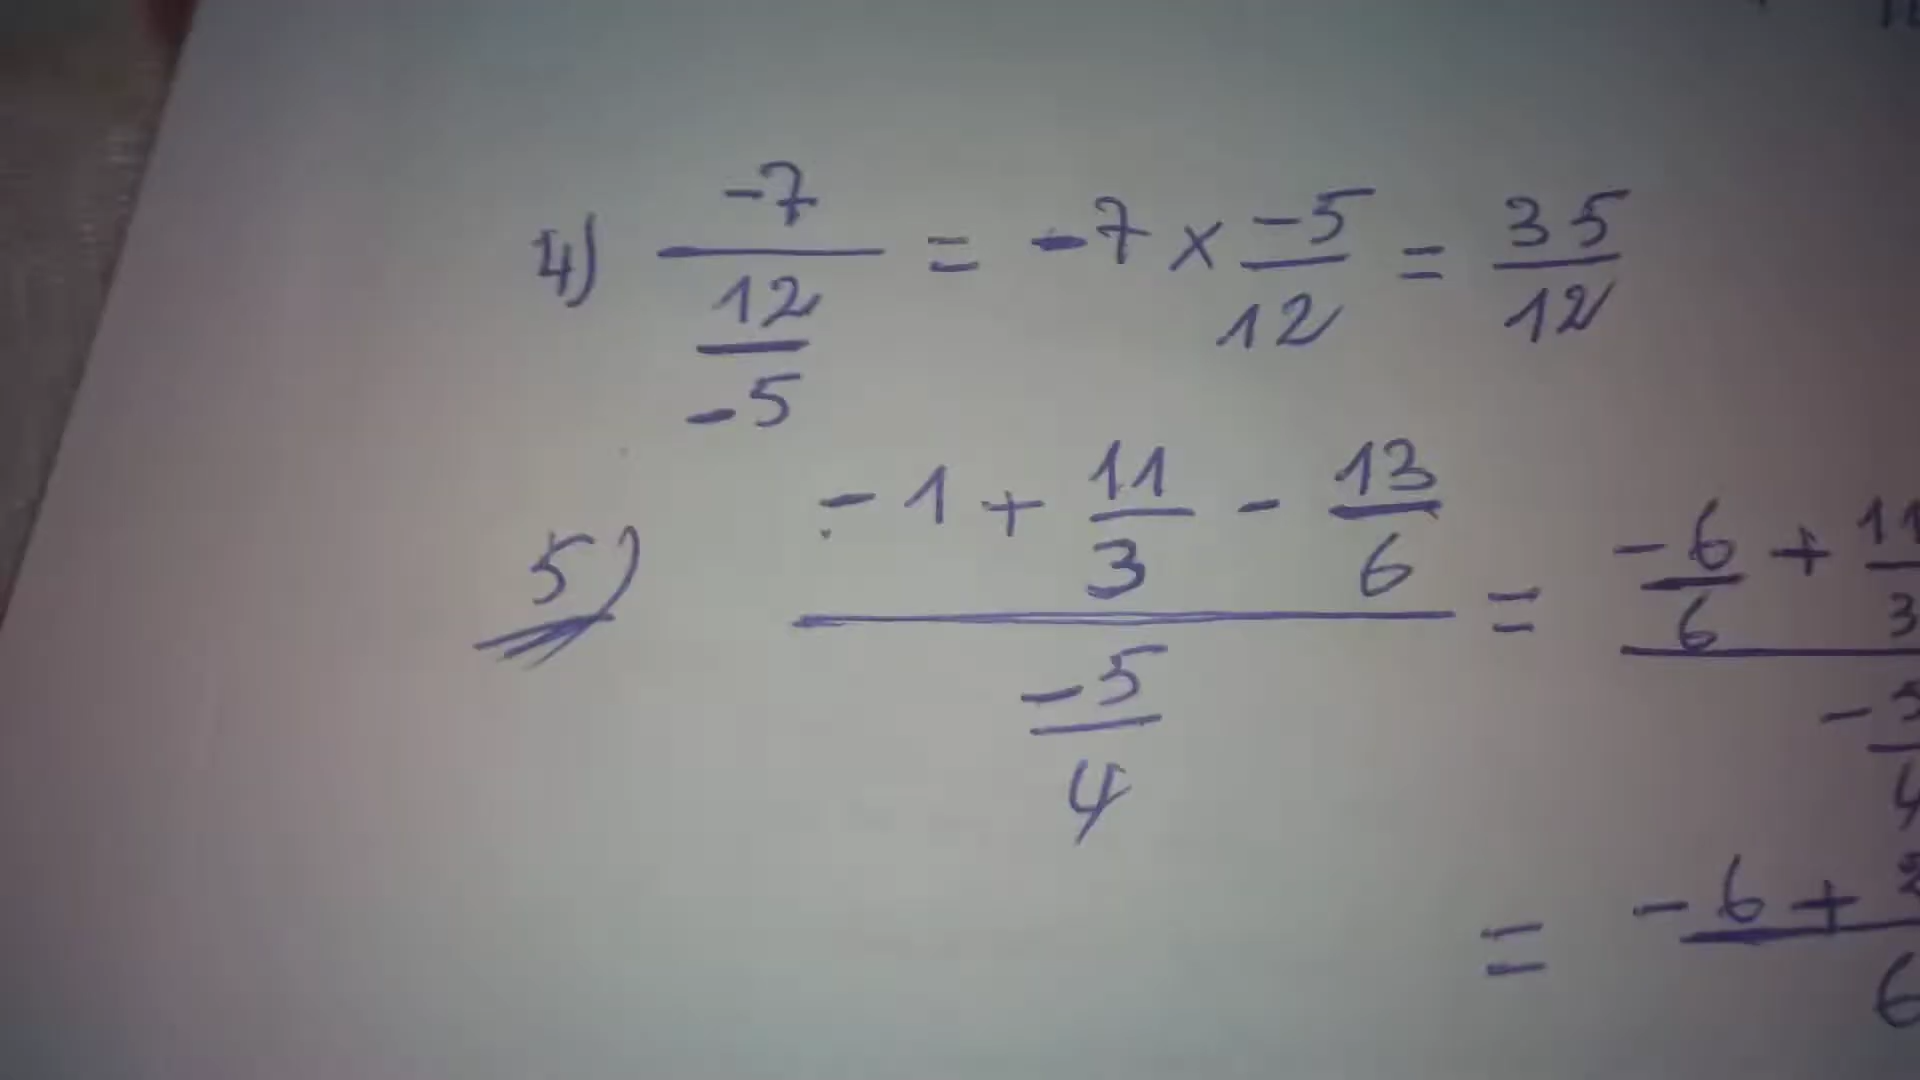 4) -7/(12/-5) = -7 × -5/12 = 35/12
5) (-1 + 11/3 - 13/6)/(-5/4) = -6/6 + 11/3
= -6 +
6